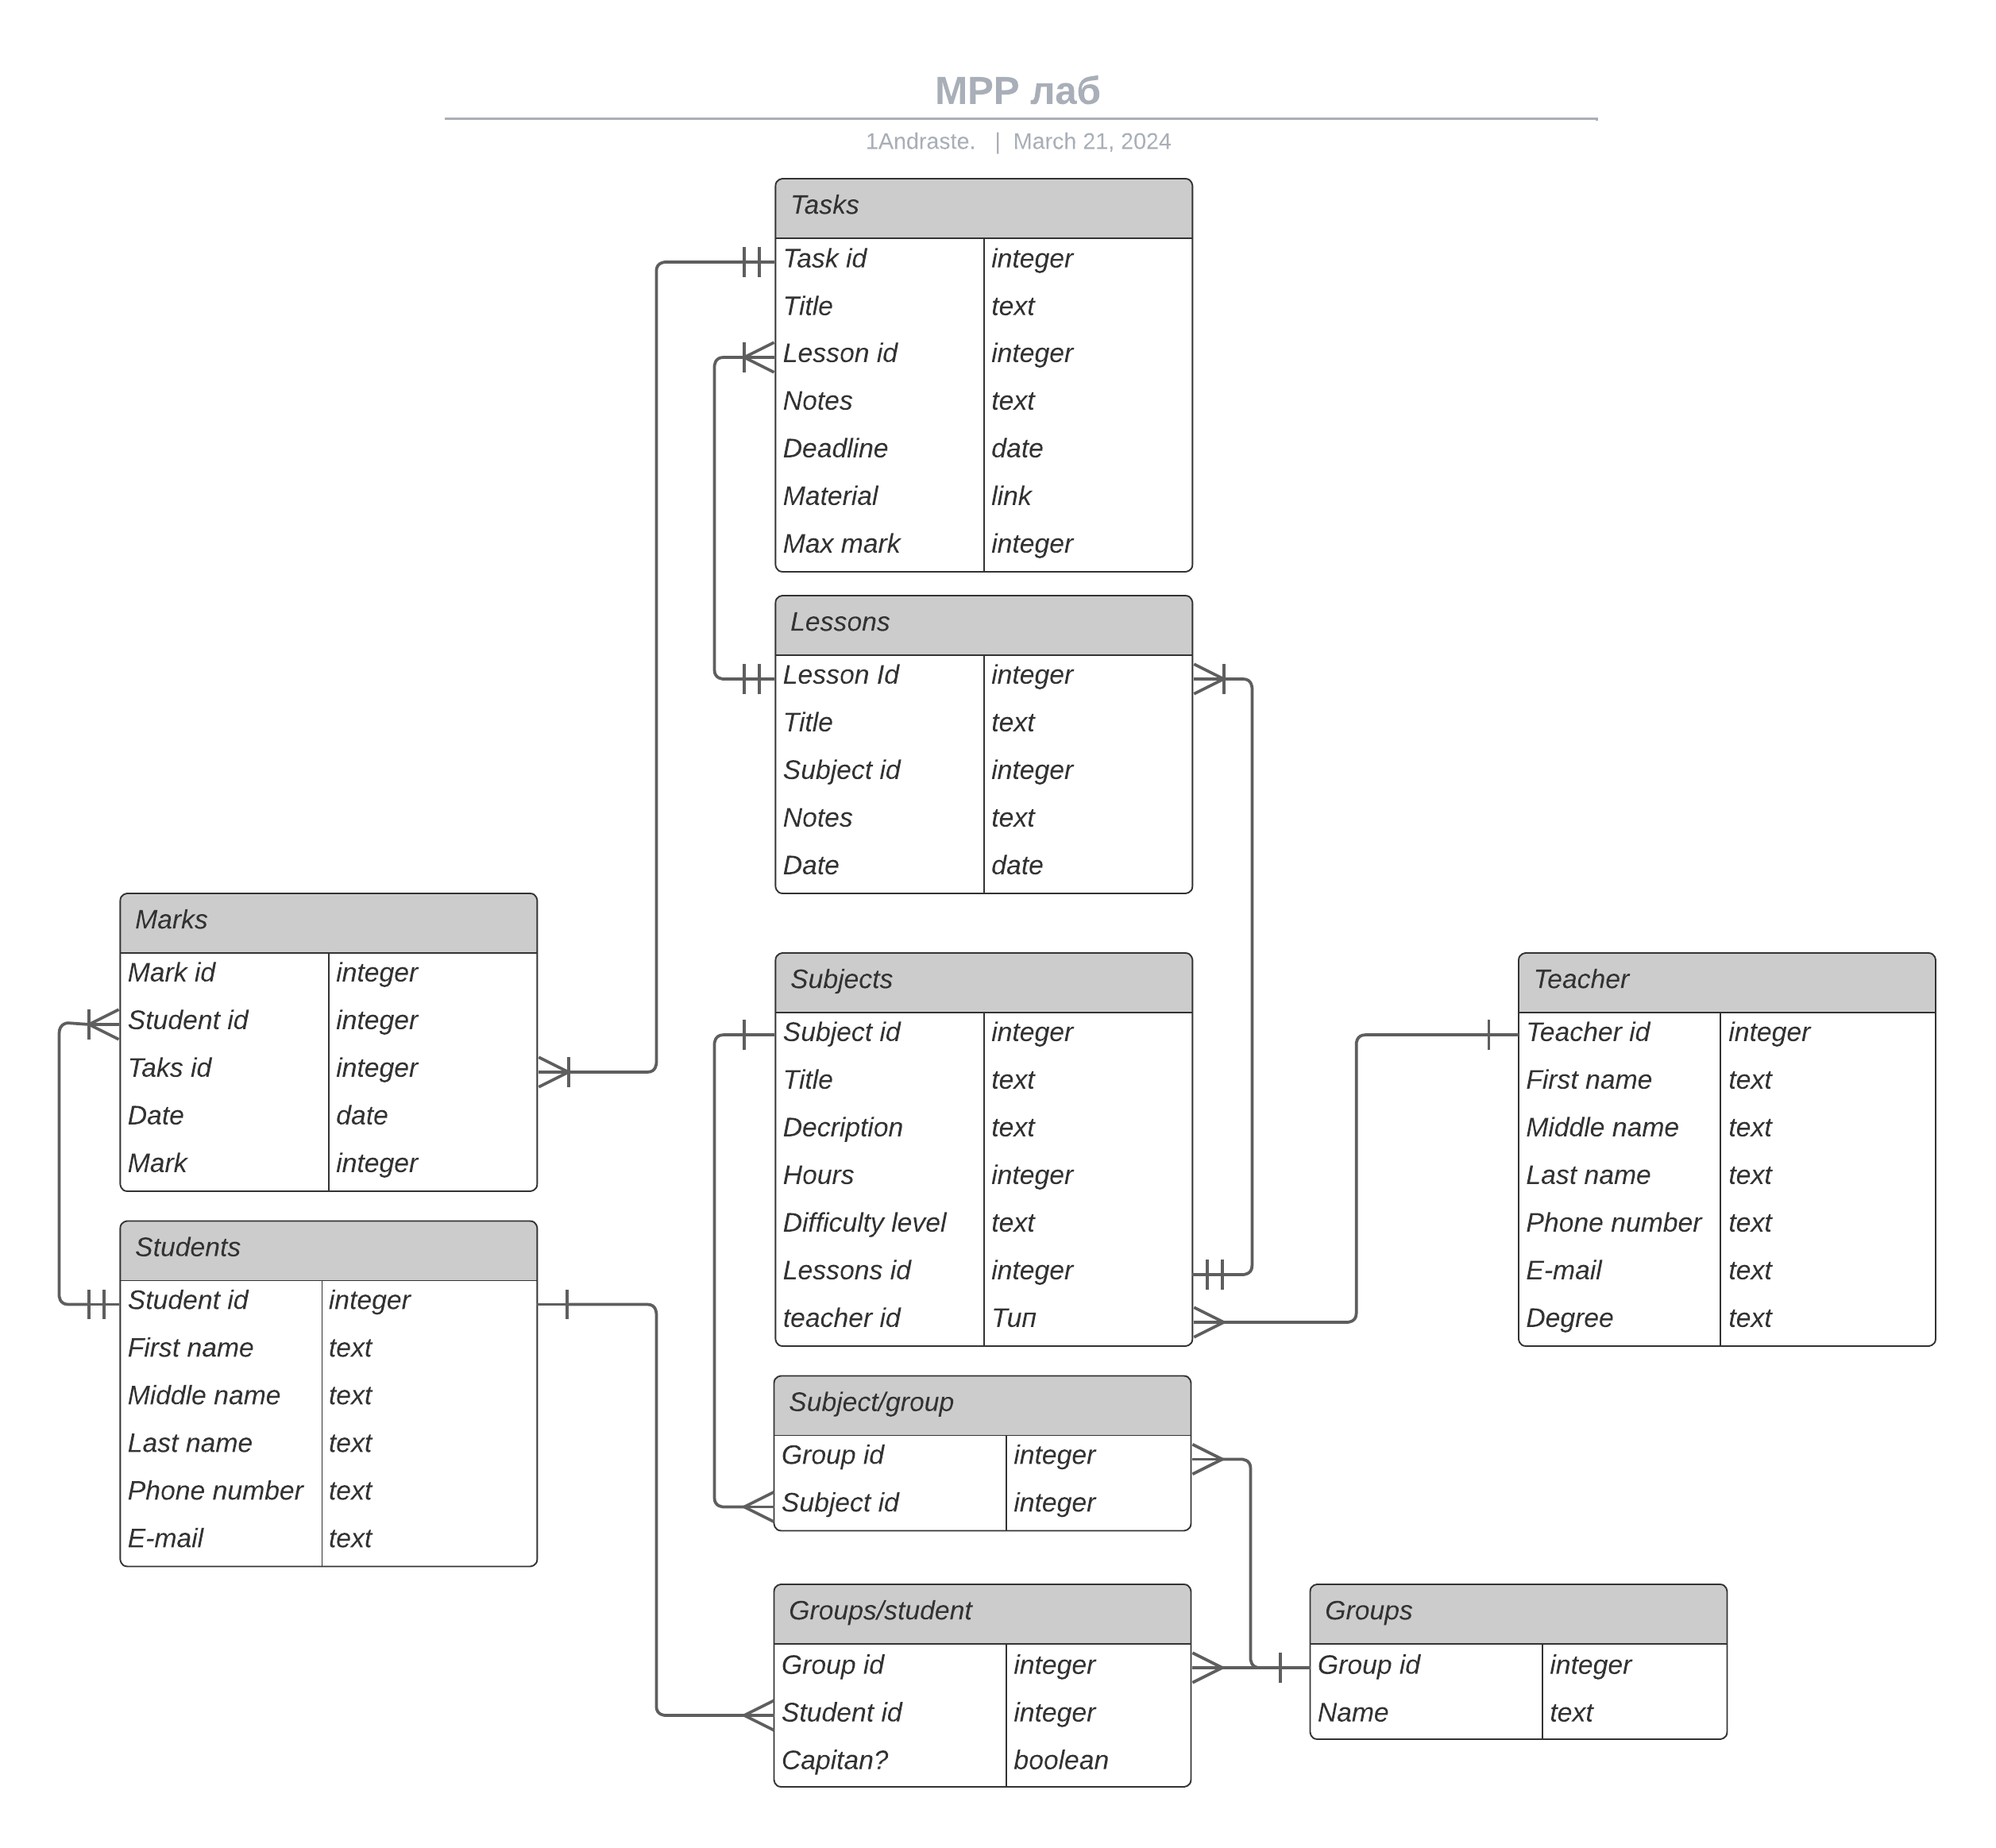 МРР лаб
1Andraste. | March 21, 2024
Tasks
Task id integer
Title text
Lesson id integer
Notes text
Deadline date
Material link
Max mark integer
Lessons
Lesson Id integer
Title text
Subject id integer
Notes text
Date date
Marks
Mark id integer
Student id integer
Taks id integer
Date date
Mark integer
Subjects
Subject id integer
Title text
Decription text
Hours integer
Difficulty level text
Lessons id integer
teacher id Тип
Teacher
Teacher id integer
First name text
Middle name text
Last name text
Phone number text
E-mail text
Degree text
Students
Student id integer
First name text
Middle name text
Last name text
Phone number text
E-mail text
Subject/group
Group id integer
Subject id integer
Groups/student
Group id integer
Student id integer
Capitan? boolean
Groups
Group id integer
Name text